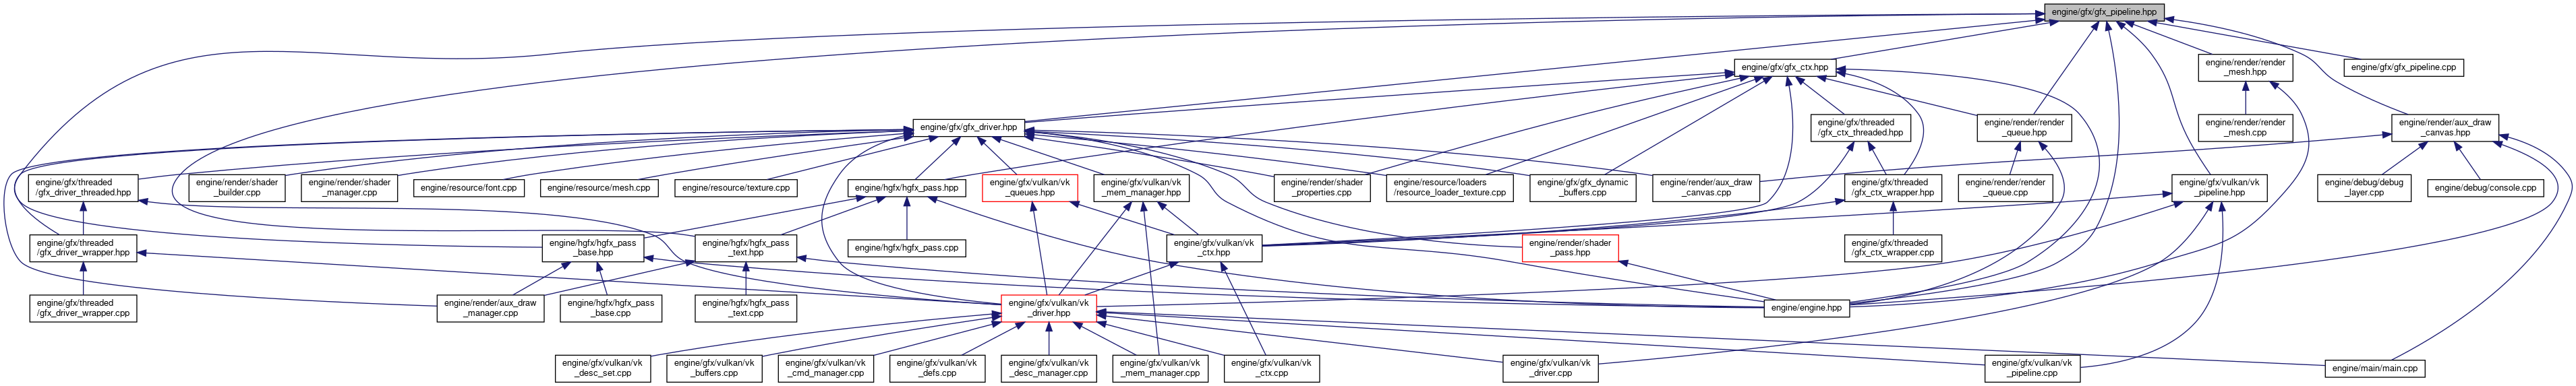 engine/gfx/gfx_pipeline.hpp
engine/gfx/gfx_ctx.hpp
engine/render/render
_mesh.hpp
engine/gfx/gfx_pipeline.cpp
engine/gfx/gfx_driver.hpp
engine/gfx/threaded
/gfx_ctx_threaded.hpp
engine/render/render
_queue.hpp
engine/render/render
_mesh.cpp
engine/render/aux_draw
_canvas.hpp
engine/gfx/threaded
/gfx_driver_threaded.hpp
engine/render/shader
_builder.cpp
engine/render/shader
_manager.cpp
engine/resource/font.cpp
engine/resource/mesh.cpp
engine/resource/texture.cpp
engine/hgfx/hgfx_pass.hpp
engine/gfx/vulkan/vk
_queues.hpp
engine/gfx/vulkan/vk
_mem_manager.hpp
engine/render/shader
_properties.cpp
engine/resource/loaders
/resource_loader_texture.cpp
engine/gfx/gfx_dynamic
_buffers.cpp
engine/render/aux_draw
_canvas.cpp
engine/gfx/threaded
/gfx_ctx_wrapper.hpp
engine/render/render
_queue.cpp
engine/gfx/vulkan/vk
_pipeline.hpp
engine/debug/debug
_layer.cpp
engine/debug/console.cpp
engine/gfx/threaded
/gfx_driver_wrapper.hpp
engine/hgfx/hgfx_pass
_base.hpp
engine/hgfx/hgfx_pass
_text.hpp
engine/hgfx/hgfx_pass.cpp
engine/gfx/vulkan/vk
_ctx.hpp
engine/render/shader
_pass.hpp
engine/gfx/threaded
/gfx_ctx_wrapper.cpp
engine/gfx/threaded
/gfx_driver_wrapper.cpp
engine/render/aux_draw
_manager.cpp
engine/hgfx/hgfx_pass
_base.cpp
engine/hgfx/hgfx_pass
_text.cpp
engine/gfx/vulkan/vk
_driver.hpp
engine/engine.hpp
engine/gfx/vulkan/vk
_desc_set.cpp
engine/gfx/vulkan/vk
_buffers.cpp
engine/gfx/vulkan/vk
_cmd_manager.cpp
engine/gfx/vulkan/vk
_defs.cpp
engine/gfx/vulkan/vk
_desc_manager.cpp
engine/gfx/vulkan/vk
_mem_manager.cpp
engine/gfx/vulkan/vk
_ctx.cpp
engine/gfx/vulkan/vk
_driver.cpp
engine/gfx/vulkan/vk
_pipeline.cpp
engine/main/main.cpp